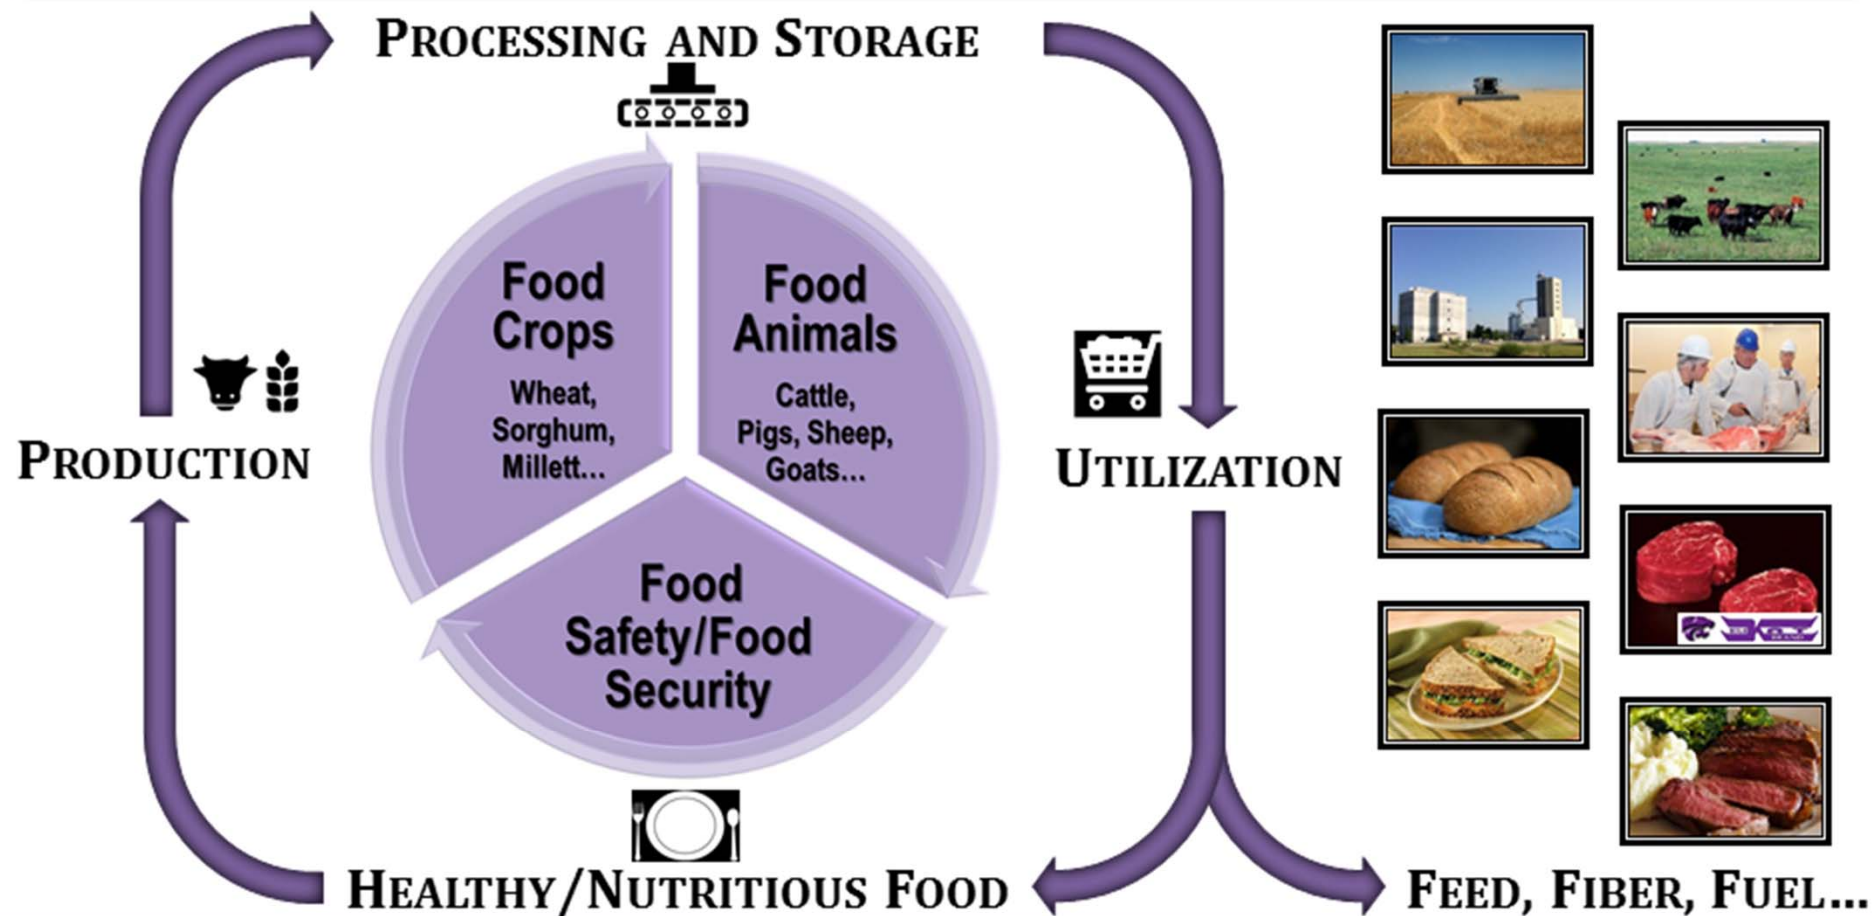 PROCESSING AND STORAGE
Food
Crops
Wheat,
Sorghum,
Millett...
Food
Animals
Cattle,
Pigs, Sheep,
Goats...
PRODUCTION
UTILIZATION
Food
Safety/Food
Security
HEALTHY/NUTRITIOUS FOOD
FEED, FIBER, FUEL...